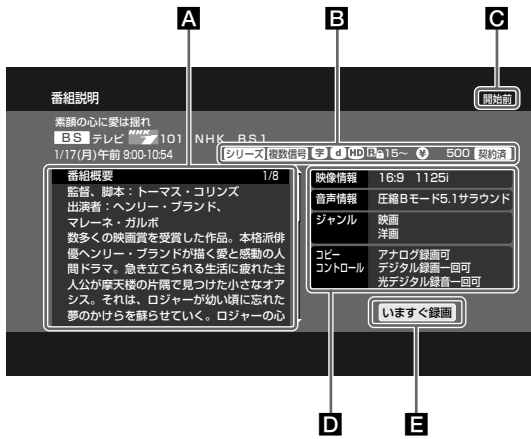 A
B
C
番組説明
開始前
素顔の心に愛は揺れ
BS テレビ NHK 7 101 NHK BS1
1/17(月)午前 9:00-10:54
シリーズ 複数信号 字 d HD R 15～ ¥ 500 契約済
番組概要 1/8
監督、脚本：トーマス・コリンズ
出演者：ヘンリー・ブランド、
マレーネ・ガルボ
数多くの映画賞を受賞した作品。本格派俳
優ヘンリー・ブランドが描く愛と感動の人
間ドラマ。急き立てられる生活に疲れた主
人公が摩天楼の片隅で見つけた小さなオア
シス。それは、ロジャーが幼い頃に忘れた
夢のかけらを蘇らせていく。ロジャーの心
映像情報 16:9 1125i
音声情報 圧縮Bモード5.1サラウンド
ジャンル 映画
洋画
コピー アナログ録画可
コントロール デジタル録画一回可
光デジタル録音一回可
いますぐ録画
D
E